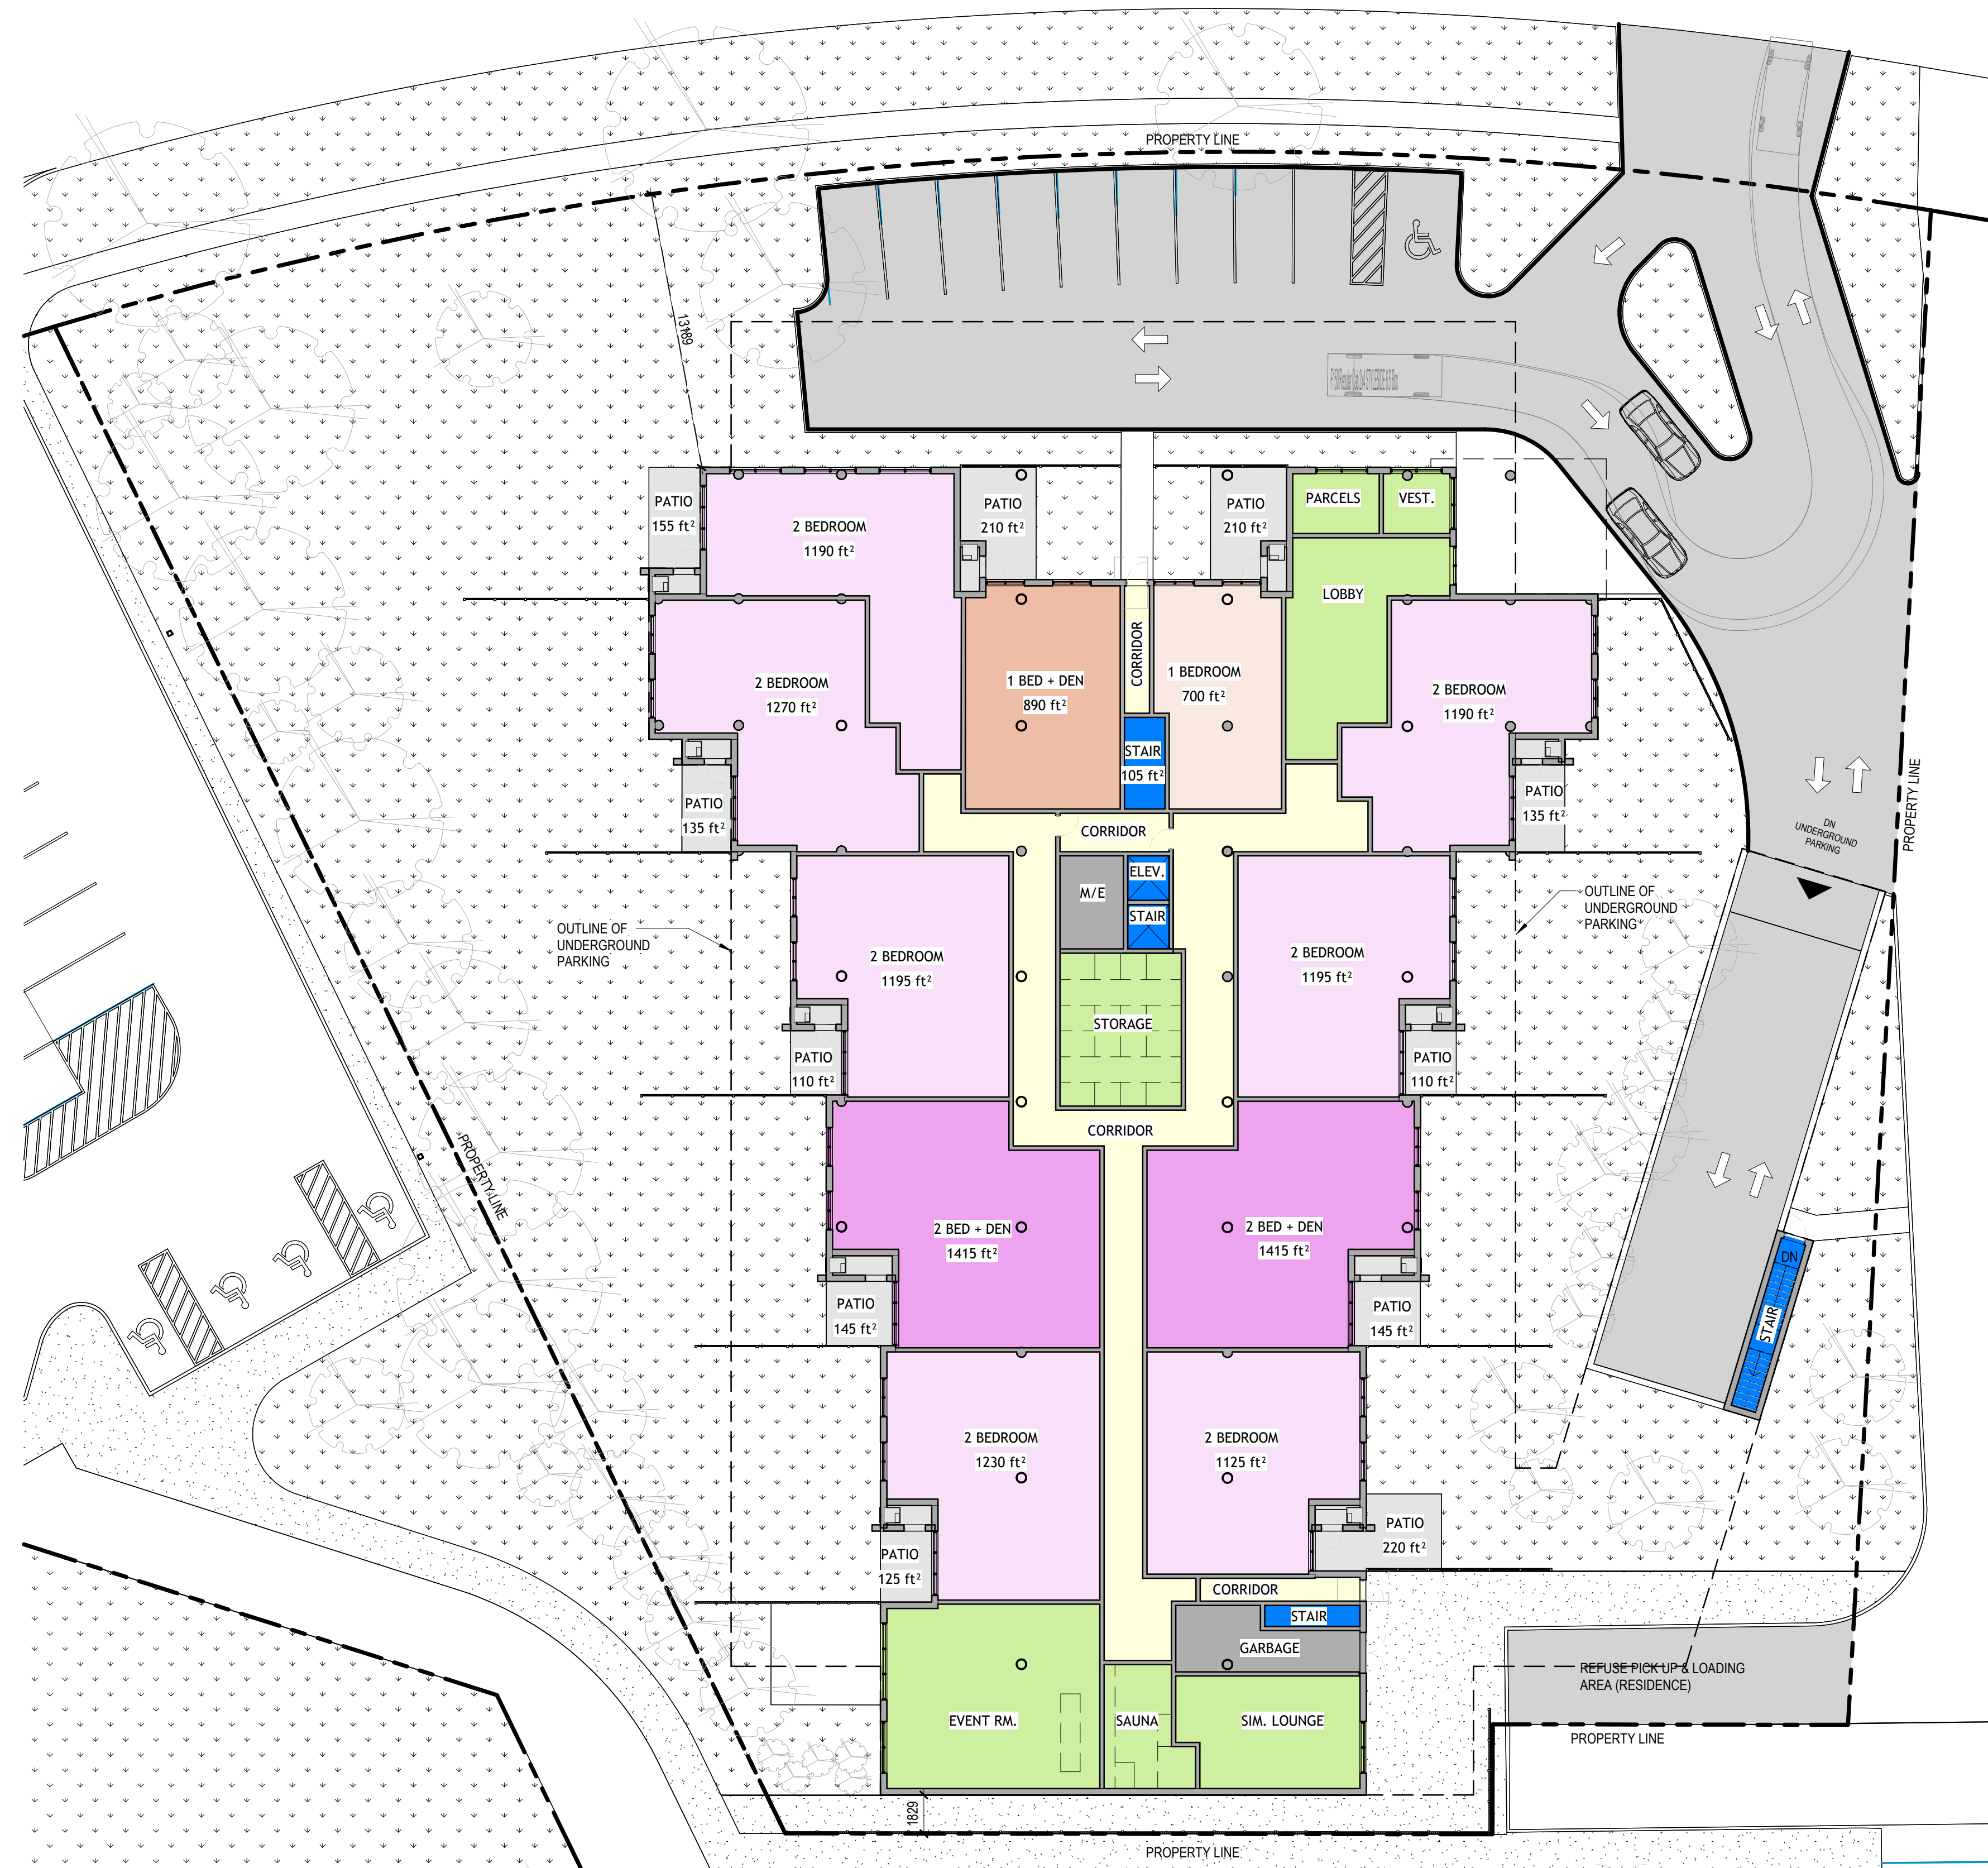 PROPERTY LINE
13189
PATIO
155 ft²
2 BEDROOM
1190 ft²
PATIO
210 ft²
PATIO
210 ft²
PARCELS
VEST.
LOBBY
2 BEDROOM
1270 ft²
1 BED + DEN
890 ft²
CORRIDOR
1 BEDROOM
700 ft²
2 BEDROOM
1190 ft²
STAIR
105 ft²
PATIO
135 ft²
PATIO
135 ft²
CORRIDOR
DN
UNDERGROUND
PARKING
PROPERTY LINE
M/E
ELEV.
STAIR
OUTLINE OF
UNDERGROUND
PARKING
OUTLINE OF
UNDERGROUND
PARKING
2 BEDROOM
1195 ft²
2 BEDROOM
1195 ft²
STORAGE
PATIO
110 ft²
PATIO
110 ft²
CORRIDOR
PROPERTY LINE
2 BED + DEN
1415 ft²
2 BED + DEN
1415 ft²
DN
STAIR
PATIO
145 ft²
PATIO
145 ft²
2 BEDROOM
1230 ft²
2 BEDROOM
1125 ft²
PATIO
125 ft²
PATIO
220 ft²
CORRIDOR
STAIR
GARBAGE
REFUSE PICK UP & LOADING
AREA (RESIDENCE)
EVENT RM.
SAUNA
SIM. LOUNGE
PROPERTY LINE
1829
PROPERTY LINE